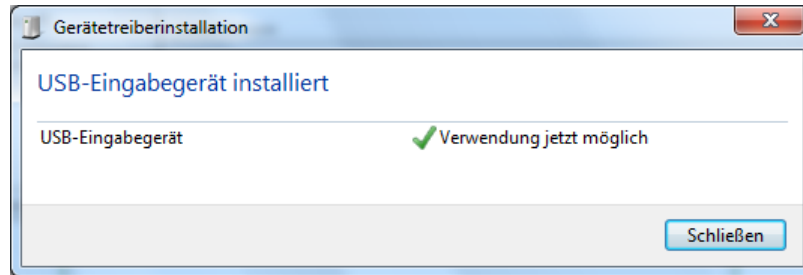 Gerätetreiberinstallation
USB-Eingabegerät installiert
USB-Eingabegerät Verwendung jetzt möglich
Schließen